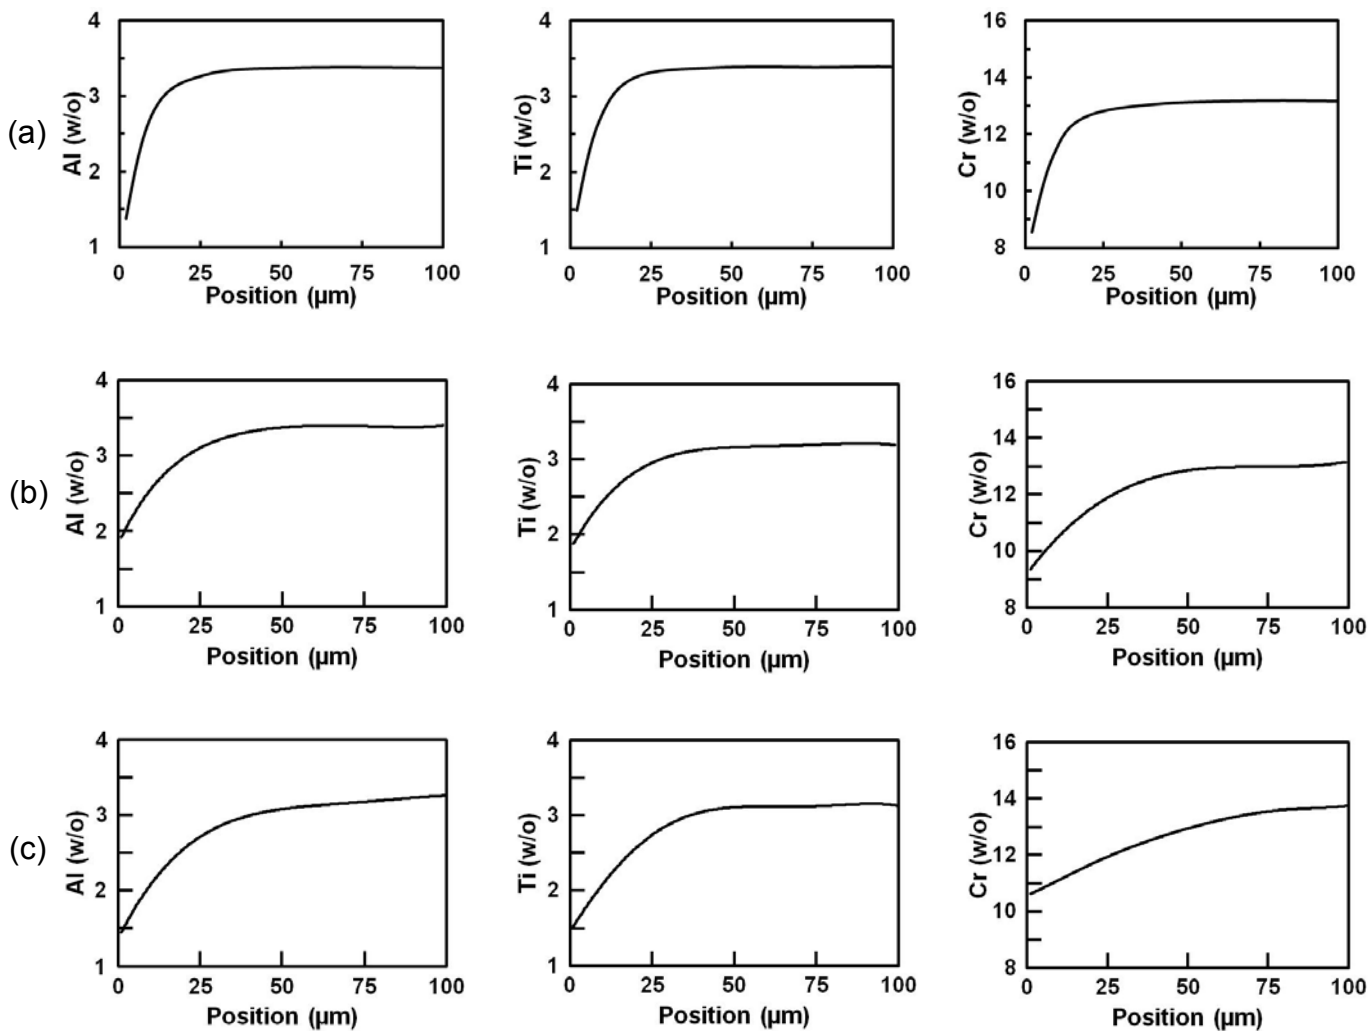 (a)
Al (w/o)
4
3
2
1
0 25 50 75 100
Position (μm)
Ti (w/o)
4
3
2
1
0 25 50 75 100
Position (μm)
Cr (w/o)
16
14
12
10
8
0 25 50 75 100
Position (μm)
(b)
Al (w/o)
4
3
2
1
0 25 50 75 100
Position (μm)
Ti (w/o)
4
3
2
1
0 25 50 75 100
Position (μm)
Cr (w/o)
16
14
12
10
8
0 25 50 75 100
Position (μm)
(c)
Al (w/o)
4
3
2
1
0 25 50 75 100
Position (μm)
Ti (w/o)
4
3
2
1
0 25 50 75 100
Position (μm)
Cr (w/o)
16
14
12
10
8
0 25 50 75 100
Position (μm)